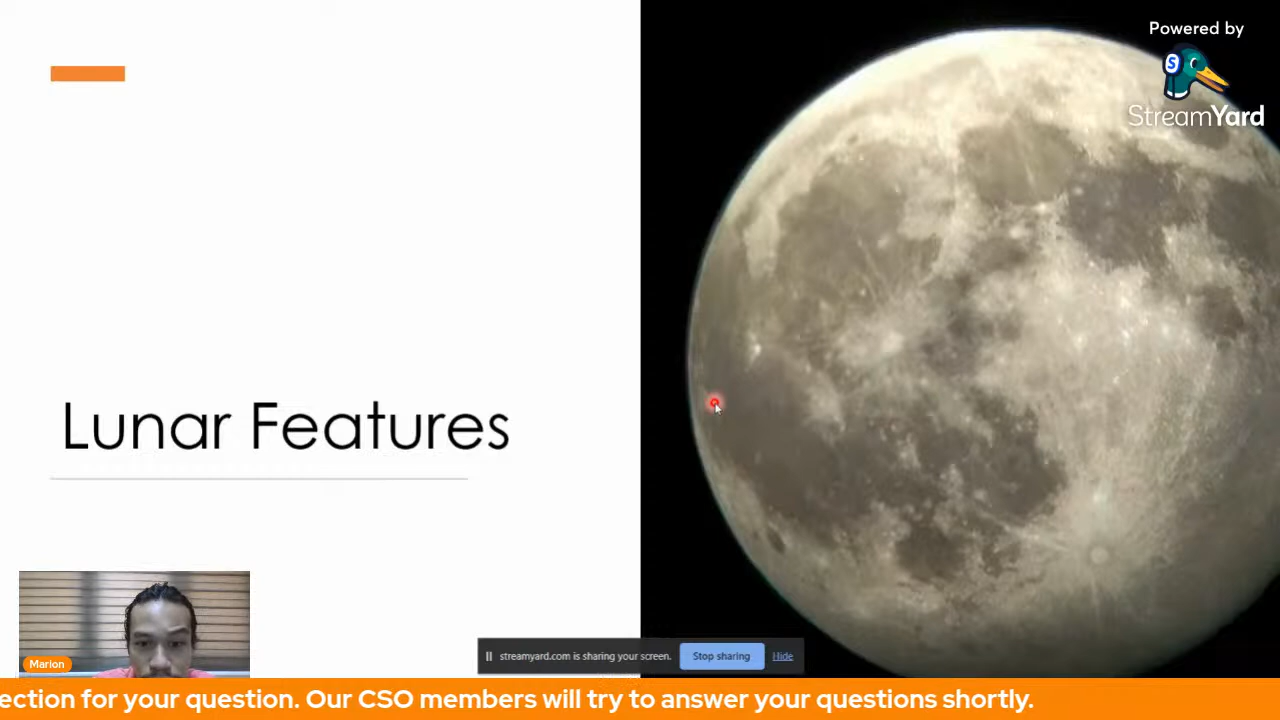 Powered by
S
StreamYard
Lunar Features
Marion
streamyard.com is sharing your screen.
Stop sharing
Hide
ection for your question. Our CSO members will try to answer your questions shortly.